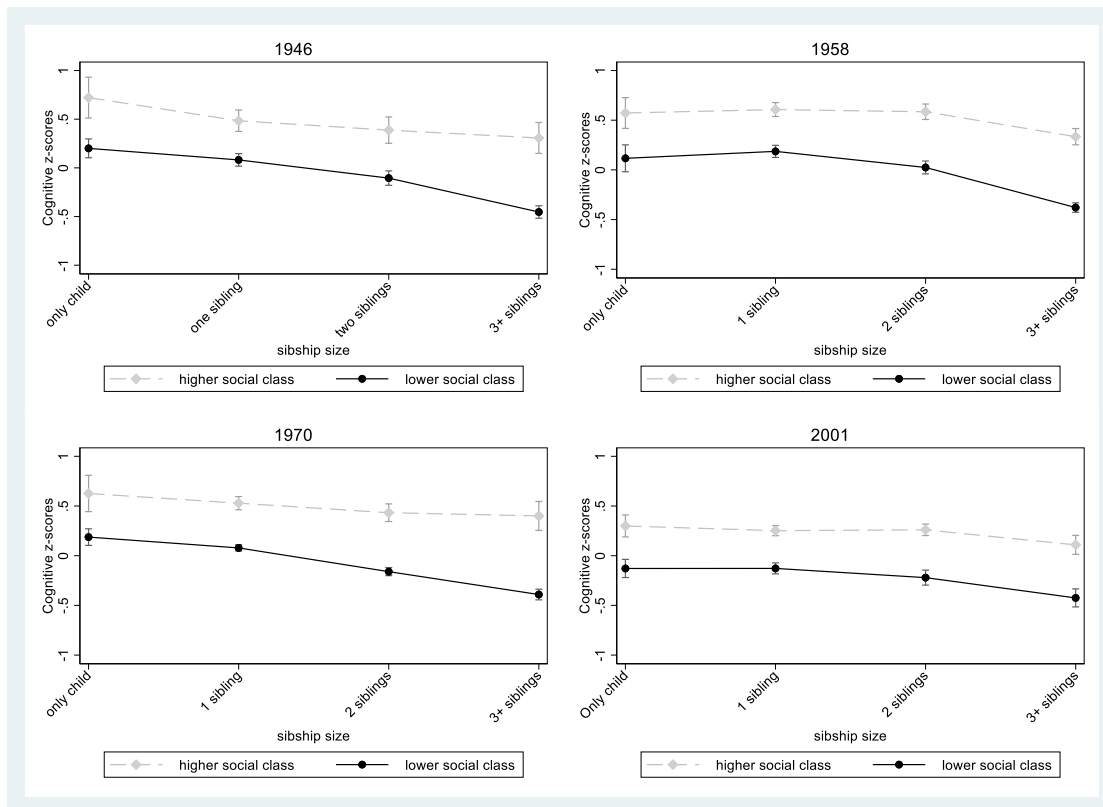 1946
Cognitive z-scores
1
.5
0
-.5
-1
only child
one sibling
two siblings
3+ siblings
sibship size
higher social class
lower social class
1958
Cognitive z-scores
1
.5
0
-.5
-1
only child
1 sibling
2 siblings
3+ siblings
sibship size
higher social class
lower social class
1970
Cognitive z-scores
1
.5
0
-.5
-1
only child
1 sibling
2 siblings
3+ siblings
sibship size
higher social class
lower social class
2001
Cognitive z-scores
1
.5
0
-.5
-1
Only child
1 sibling
2 siblings
3+ siblings
sibship size
higher social class
lower social class